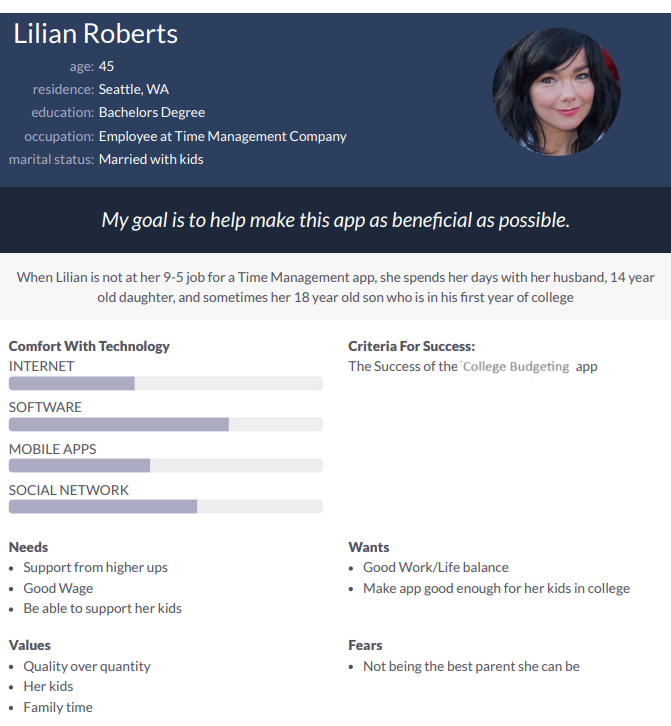 Lilian Roberts
age: 45
residence: Seattle, WA
education: Bachelors Degree
occupation: Employee at Time Management Company
marital status: Married with kids
My goal is to help make this app as beneficial as possible.
When Lilian is not at her 9-5 job for a Time Management app, she spends her days with her husband, 14 year
old daughter, and sometimes her 18 year old son who is in his first year of college
Comfort With Technology
INTERNET
SOFTWARE
MOBILE APPS
SOCIAL NETWORK
Criteria For Success:
The Success of the College Budgeting app
Needs
• Support from higher ups
• Good Wage
• Be able to support her kids
Wants
• Good Work/Life balance
• Make app good enough for her kids in college
Values
• Quality over quantity
• Her kids
• Family time
Fears
• Not being the best parent she can be